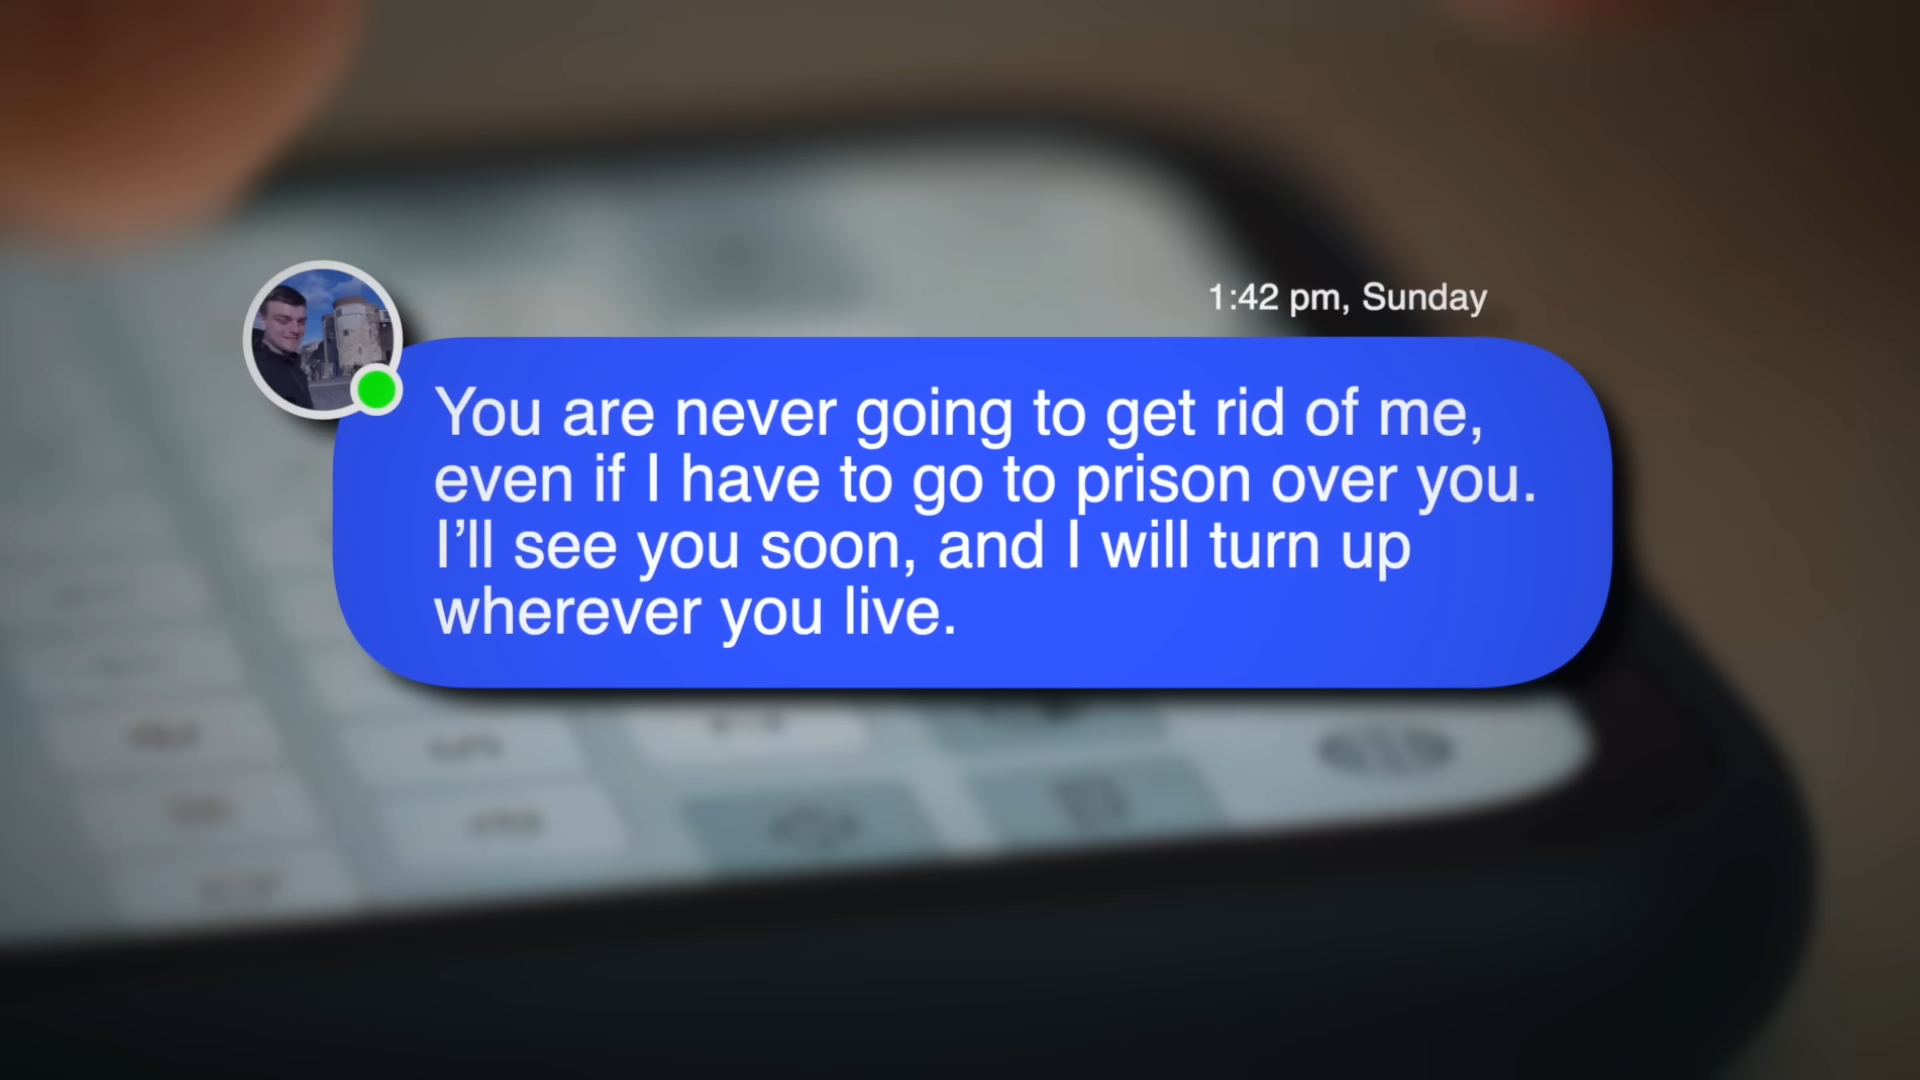 1:42 pm, Sunday
You are never going to get rid of me,
even if I have to go to prison over you.
I’ll see you soon, and I will turn up
wherever you live.